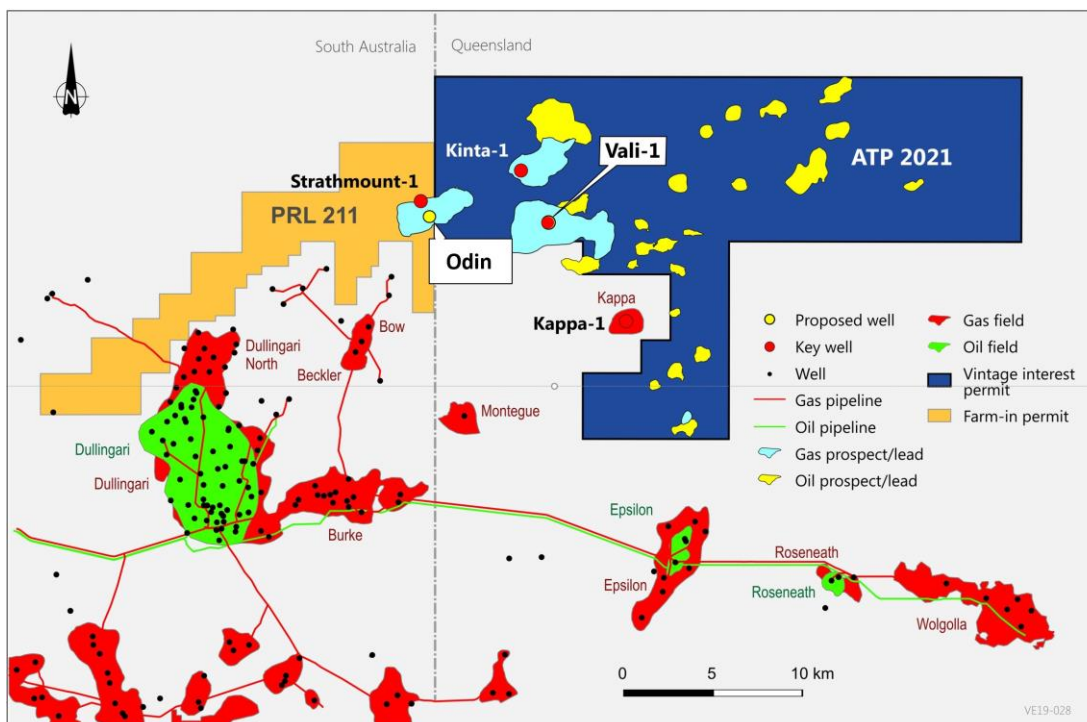 South Australia
Queensland
N
Kinta-1
Vali-1
ATP 2021
Strathmount-1
PRL 211
Odin
Kappa
Kappa-1
Bow
Dullingari
North
Beckler
Montegue
Dullingari
Dullingari
Burke
Epsilon
Epsilon
Roseneath
Roseneath
Wolgolla
Proposed well
Key well
Well
Gas pipeline
Oil pipeline
Gas prospect/lead
Oil prospect/lead
Gas field
Oil field
Vintage interest
permit
Farm-in permit
0 5 10 km
VE19-028